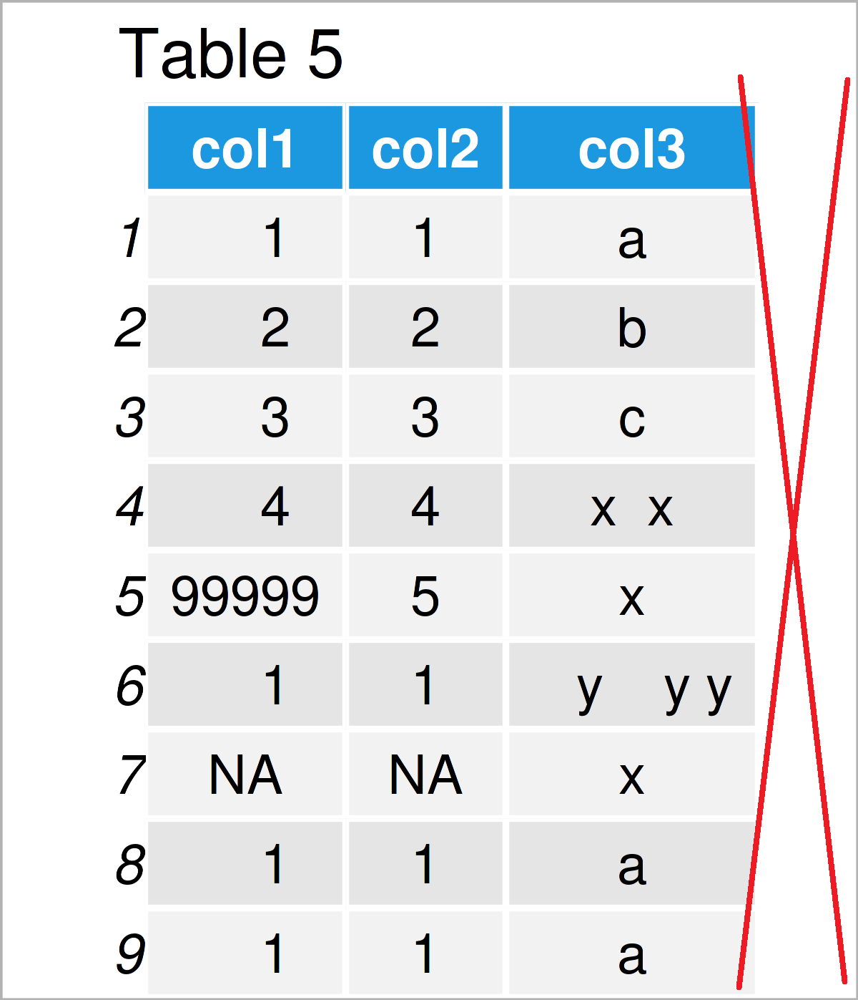 Table 5
col1 col2 col3
1 1 1 a
2 2 2 b
3 3 3 c
4 4 4 x  x
5 99999 5 x
6 1 1 y   y y
7 NA NA x
8 1 1 a
9 1 1 a